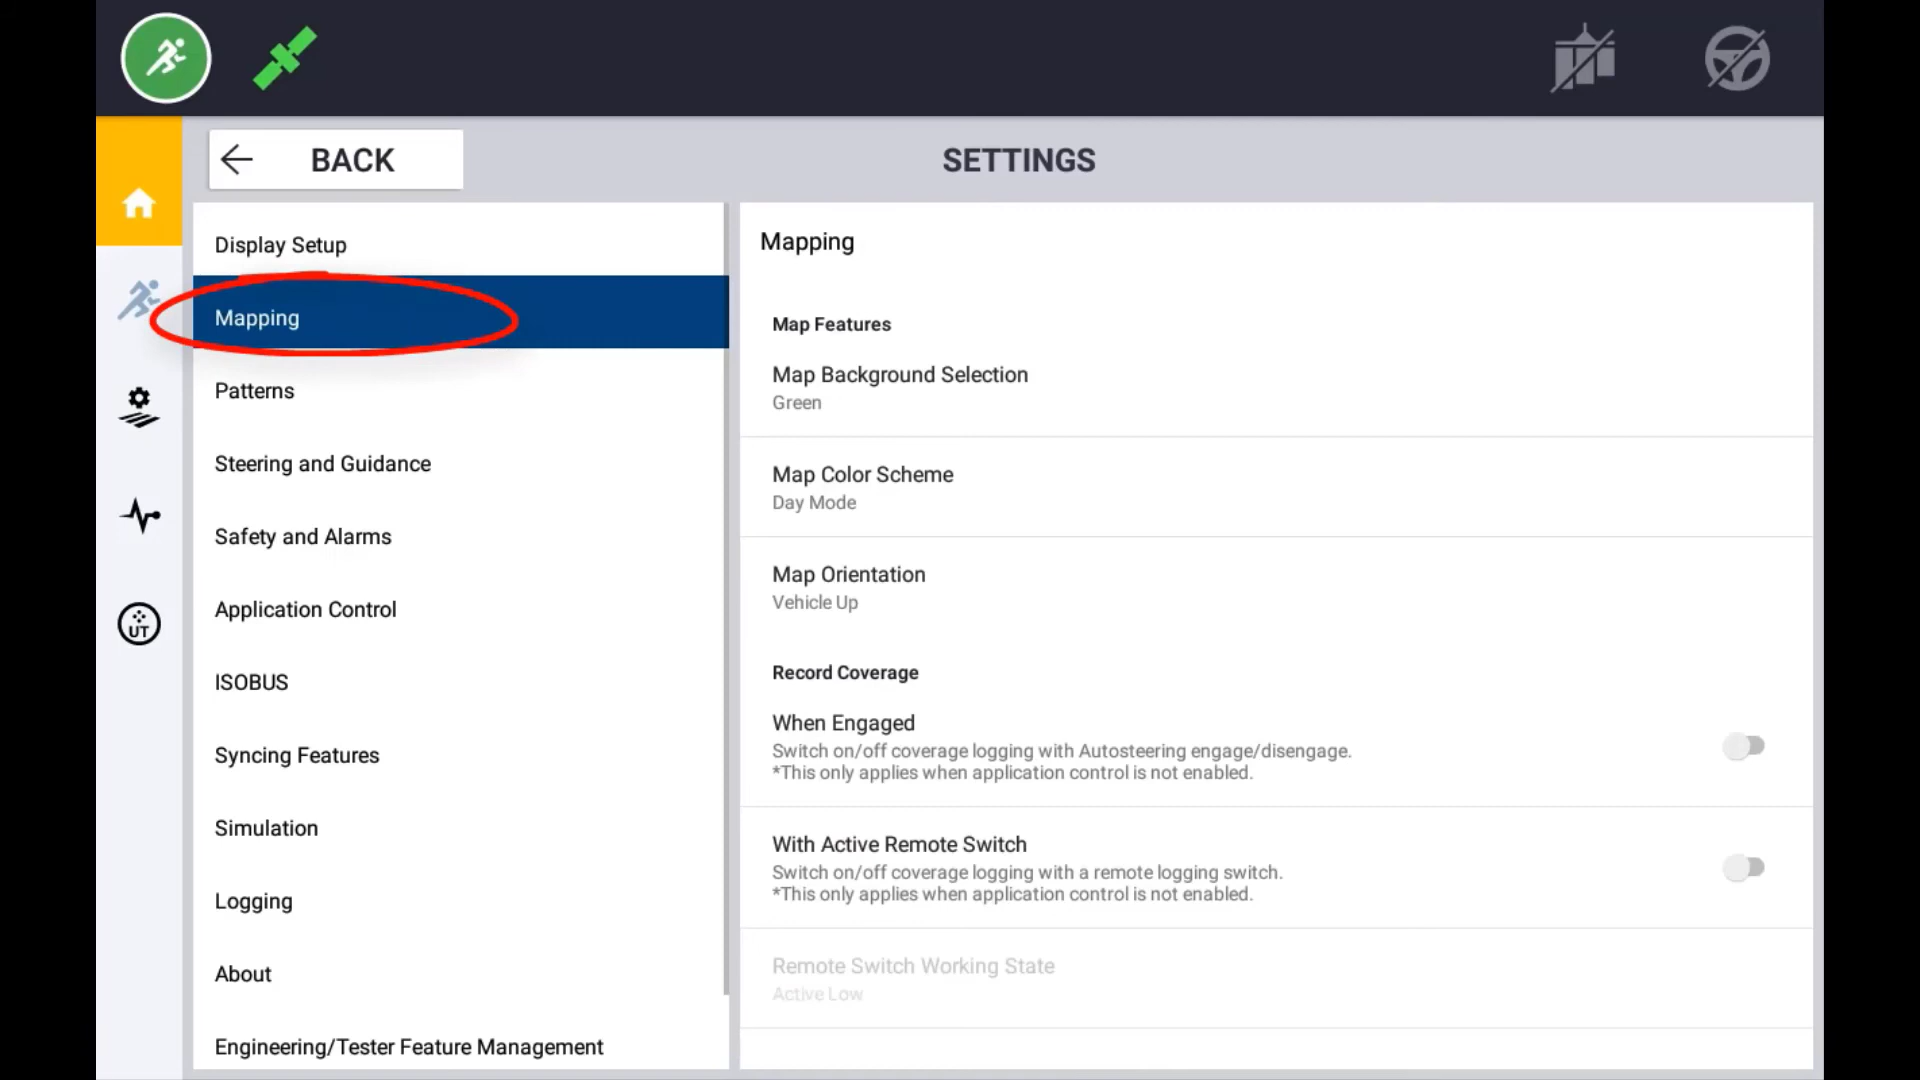 BACK
SETTINGS
Display Setup
Mapping
Patterns
Steering and Guidance
Safety and Alarms
Application Control
ISOBUS
Syncing Features
Simulation
Logging
About
Engineering/Tester Feature Management
UT
Mapping
Map Features
Map Background Selection
Green
Map Color Scheme
Day Mode
Map Orientation
Vehicle Up
Record Coverage
When Engaged
Switch on/off coverage logging with Autosteering engage/disengage.
*This only applies when application control is not enabled.
With Active Remote Switch
Switch on/off coverage logging with a remote logging switch.
*This only applies when application control is not enabled.
Remote Switch Working State
Active Low